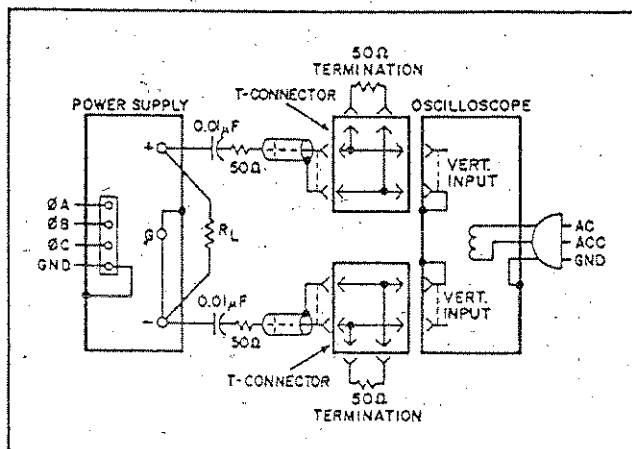 50Ω
TERMINATION
T-CONNECTOR
POWER SUPPLY
OSCILLOSCOPE
0.01μF
50Ω
+
VERT.
INPUT
ØA
ØB
ØC
GND
G
RL
AC
ACC
GND
0.01μF
50Ω
-
VERT.
INPUT
T-CONNECTOR
50Ω
TERMINATION